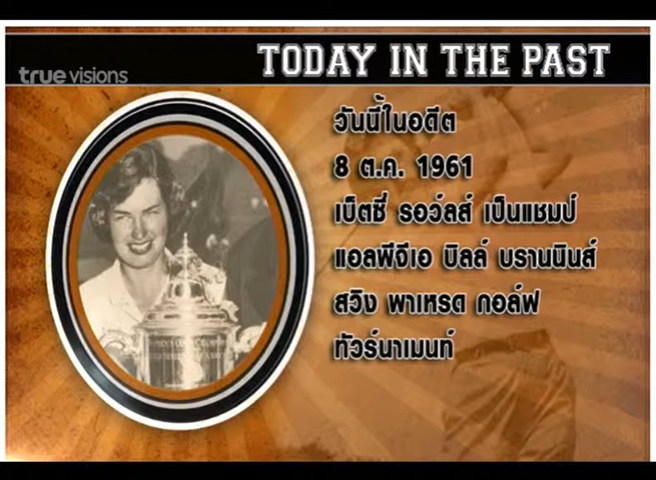 TODAY IN THE PAST
true visions
วันนี้ในอดีต
8 ต.ค. 1961
เบ็ตซี่ รอว์ลส์ เป็นแชมป์
แอลพีจีเอ บิลล์ บรานนินส์
สวิง พาเหรด กอล์ฟ
ทัวร์นาเมนท์